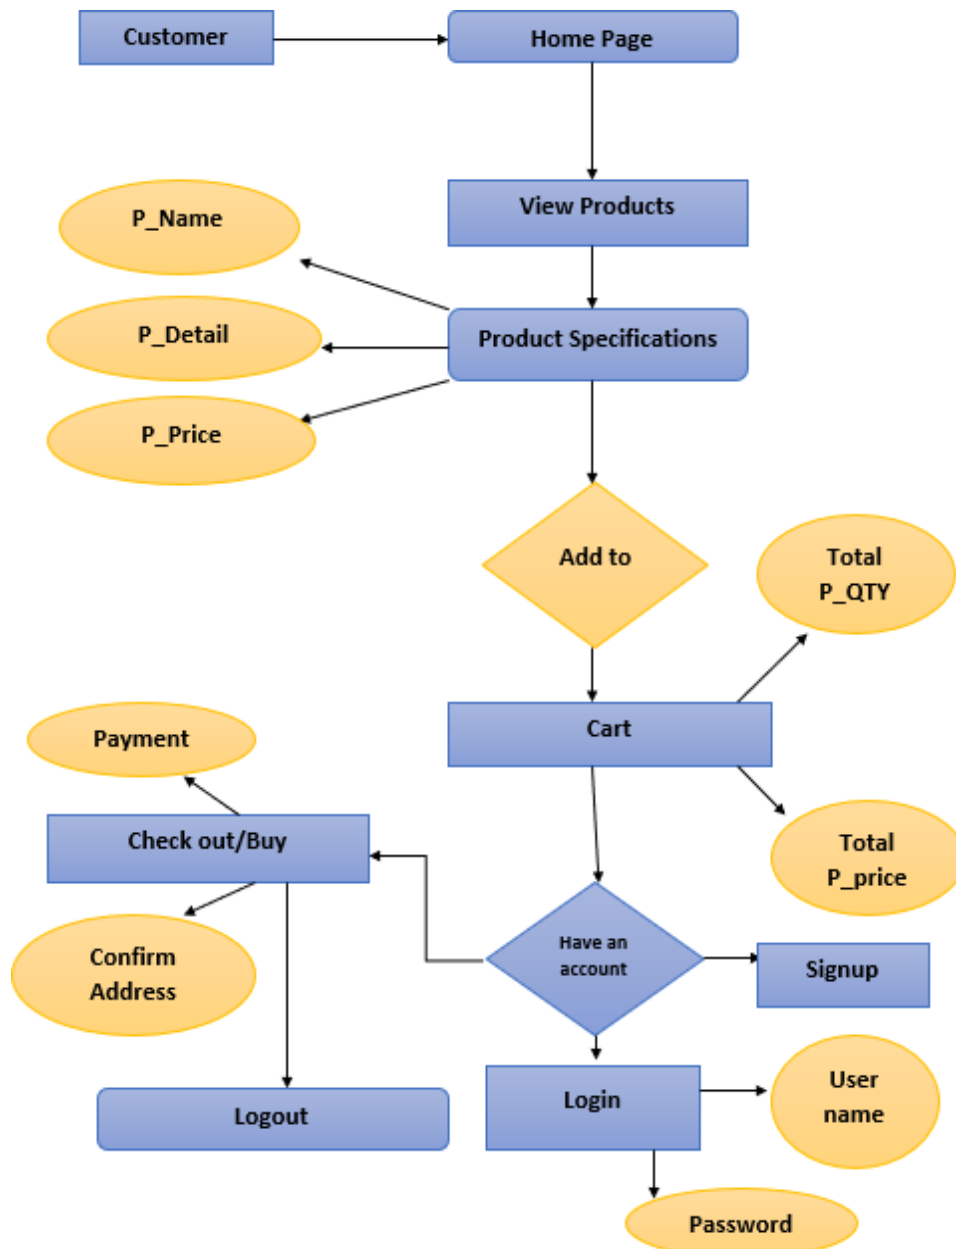 Customer
Home Page
View Products
P_Name
P_Detail
Product Specifications
P_Price
Add to
Total
P_QTY
Cart
Payment
Check out/Buy
Total
P_price
Have an
account
Confirm
Address
Signup
Login
User
name
Logout
Password